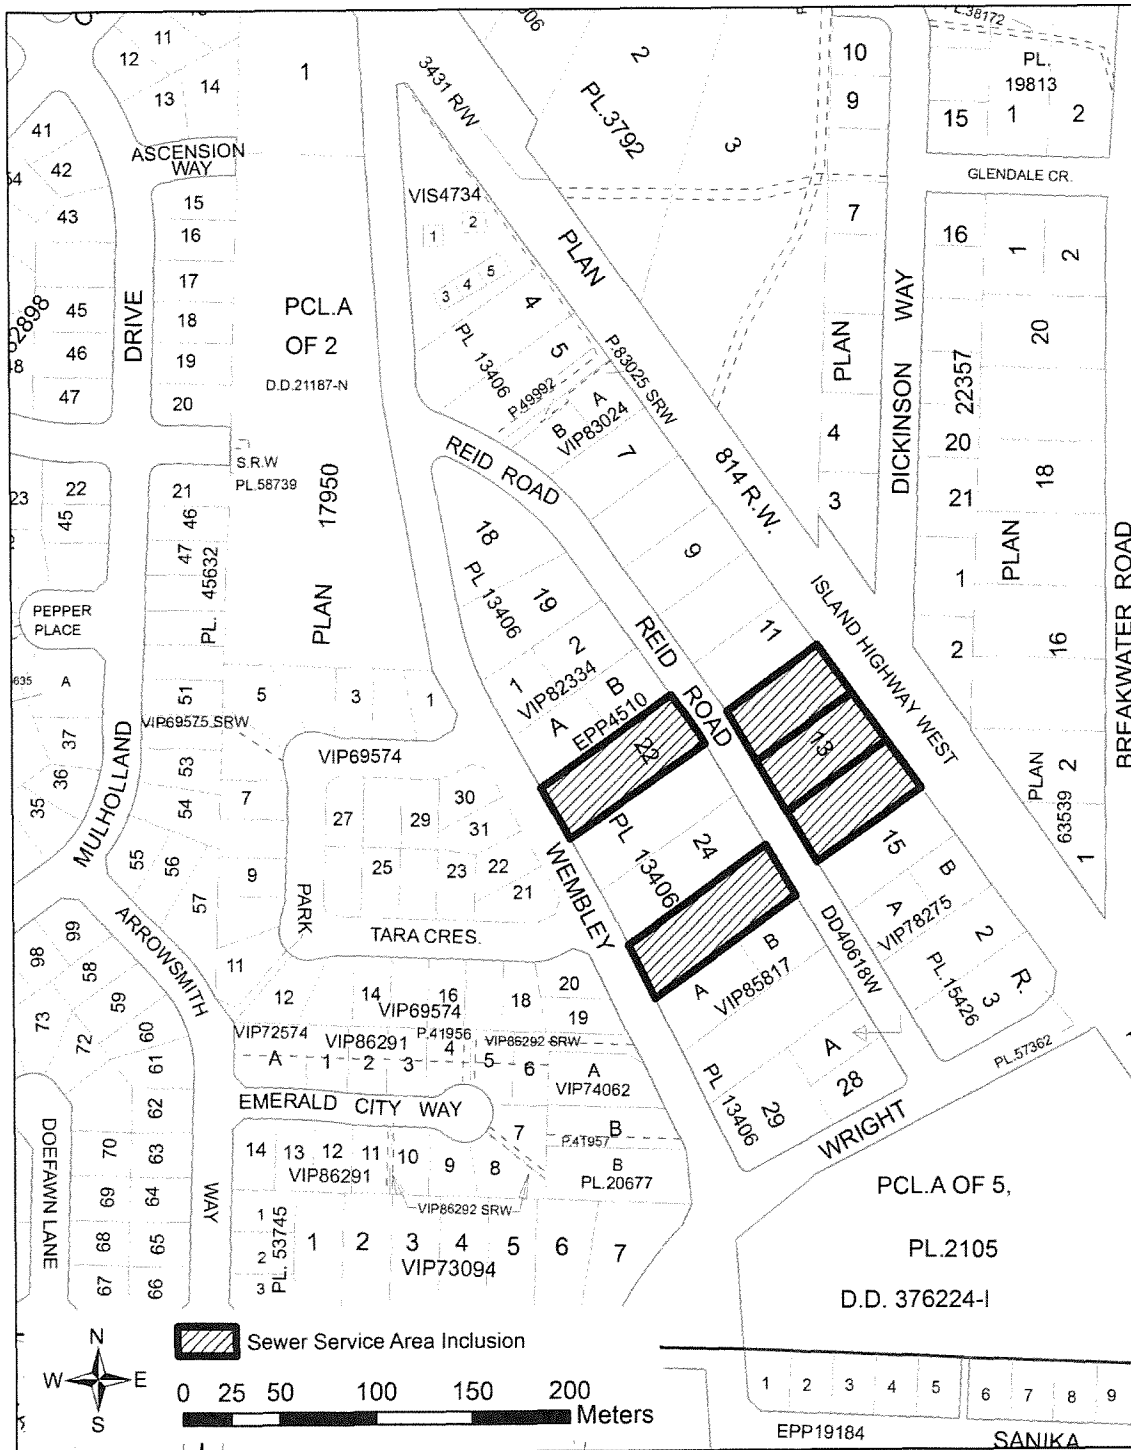 11
12
13
14
1
2
3
PL.3792
3431 R/W
10
9
7
PL.38172
PL.
19813
15
1
2
GLENDALE CR.
41
42
43
54
ASCENSION
WAY
15
16
17
18
19
20
45
46
47
DRIVE
PCL.A
OF 2
D.D.21187-N
VIS4734
1
2
3
4
5
4
5
PL 13406
P.49992
P.83025 SRW
A
B
VIP83024
7
PLAN
814 R.W.
PLAN
4
3
DICKINSON WAY
16
1
2
20
22357
20
21
18
PLAN
1
2
16
BREAKWATER ROAD
S.R.W
PL.58739
REID ROAD
17950
PLAN
23
22
45
21
46
47
PL. 45632
PEPPER
PLACE
18
19
PL 13406
9
11
ISLAND HIGHWAY WEST
1
2
VIP82334
A
B
EPP4510
REID ROAD
22
13
635
A
51
5
3
1
VIP69575 SRW
37
36
35
53
54
7
MULHOLLAND
VIP69574
27
29
30
31
25
23
22
21
9
55
56
57
PARK
TARA CRES.
WEMBLEY
PL 13406
24
15
PLAN
63539
2
1
A
B
VIP78275
2
3
R.
PL.15426
DD40618W
A
B
VIP85817
ARROWSMITH
98
99
58
59
73
72
60
61
62
11
12
14
16
18
20
19
VIP69574
VIP72574
VIP86291
P.41956
A
1
2
3
4
5
6
VIP86292 SRW
A
VIP74062
EMERALD CITY WAY
PL 13406
29
A
28
PL.57362
WRIGHT
DOEFAWN LANE
70
63
69
64
68
65
67
66
WAY
14
13
12
11
10
9
8
7
VIP86291
B
P.41957
B
PL.20677
VIP86292 SRW
1
2
3
PL. 53745
1
2
3
4
5
6
7
VIP73094
PCL.A OF 5,
PL.2105
D.D. 376224-I
Sewer Service Area Inclusion
N
W
E
S
0 25 50 100 150 200
Meters
1 2 3 4 5
6 7 8 9
EPP19184
SANIKA